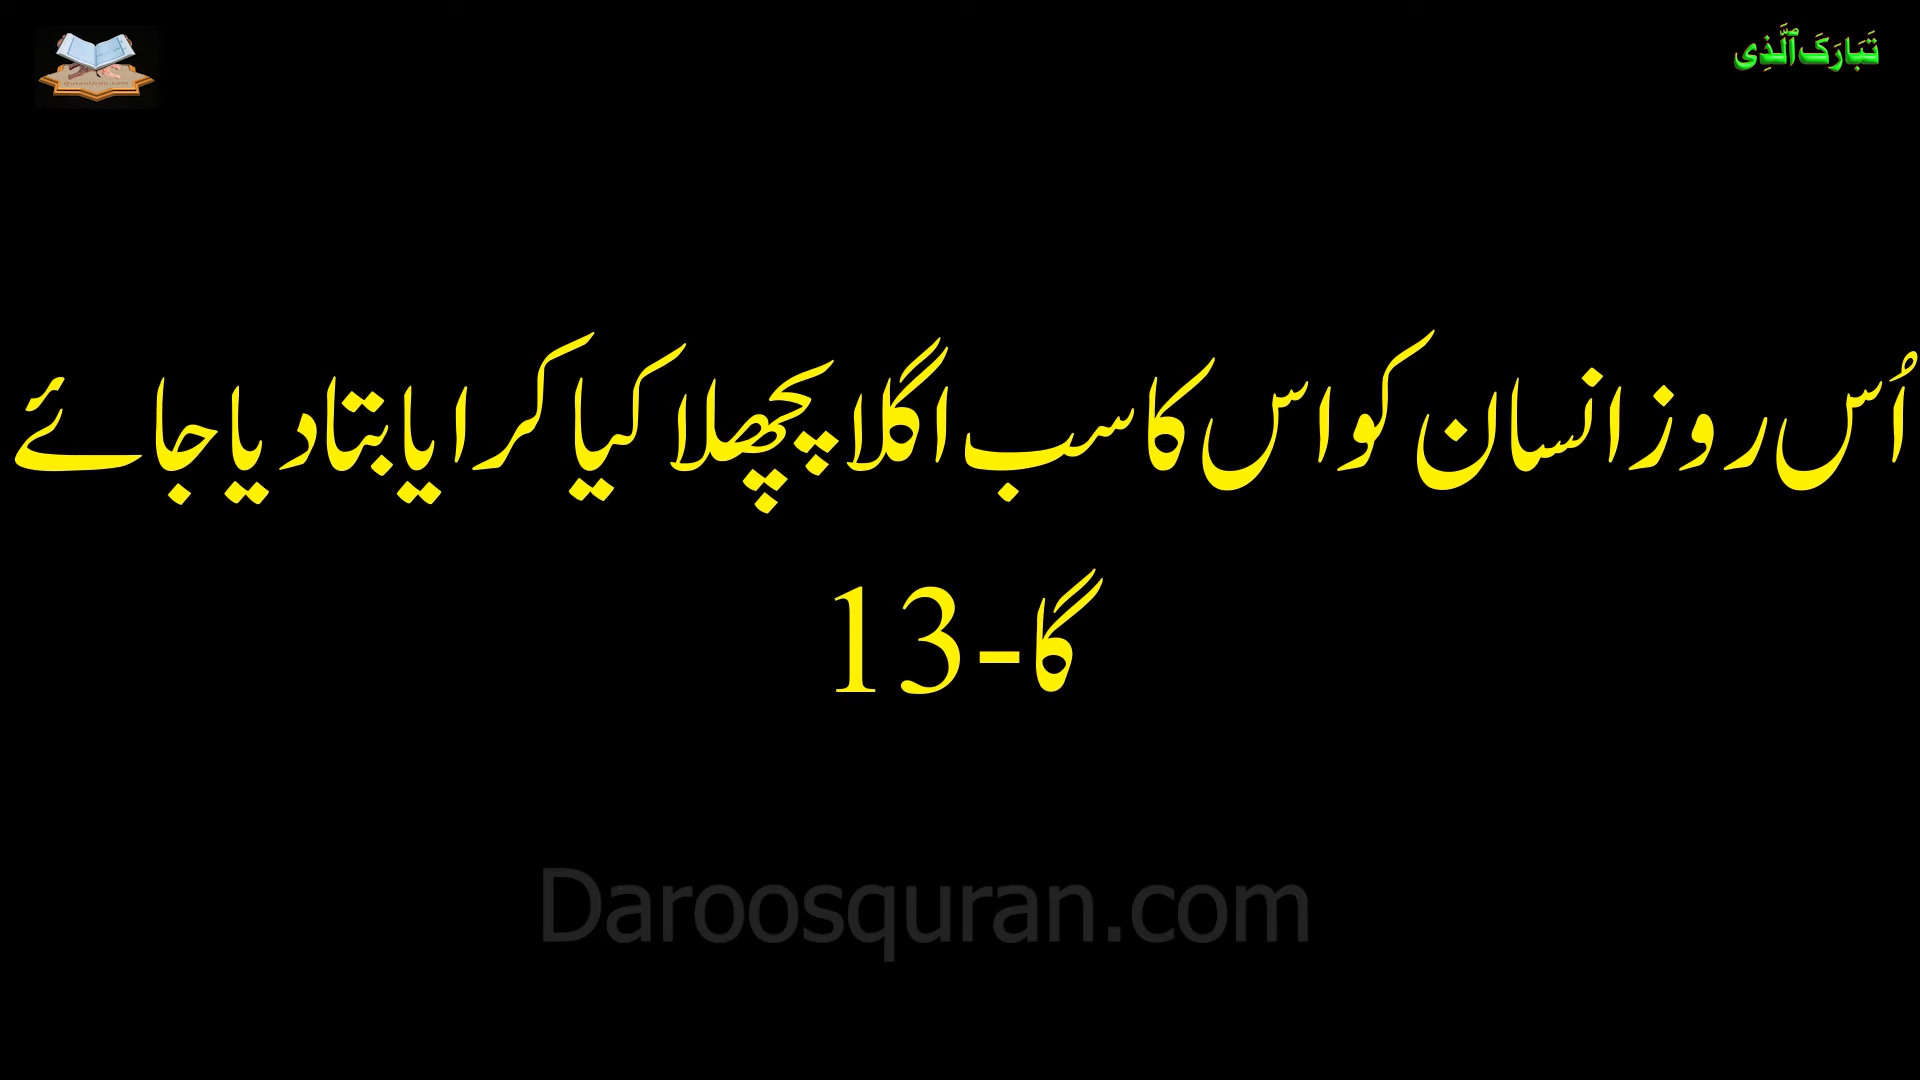 تَبَارَکَ ٱلَّذِی
اُس روز انسان کو اس کا سب اگلا پچھلا کیا کرایا بتا دیا جائے
گا-13
Daroosquran.com